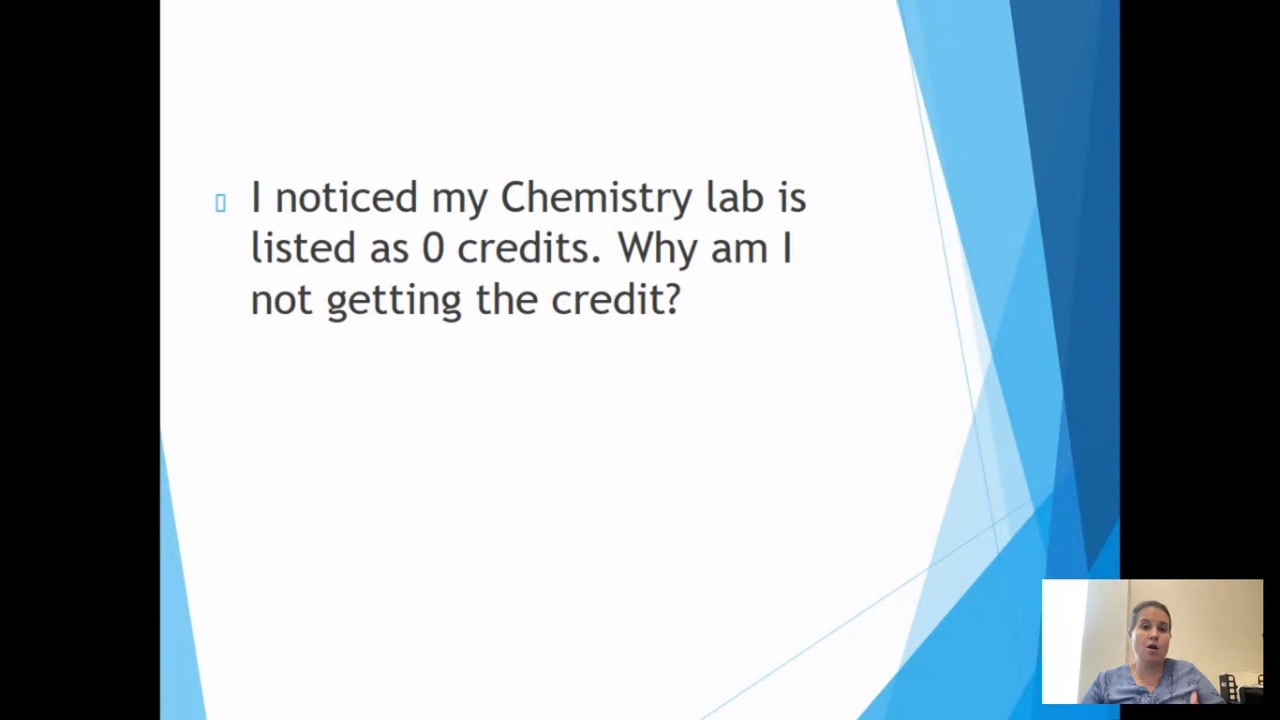 I noticed my Chemistry lab is
listed as 0 credits. Why am I
not getting the credit?